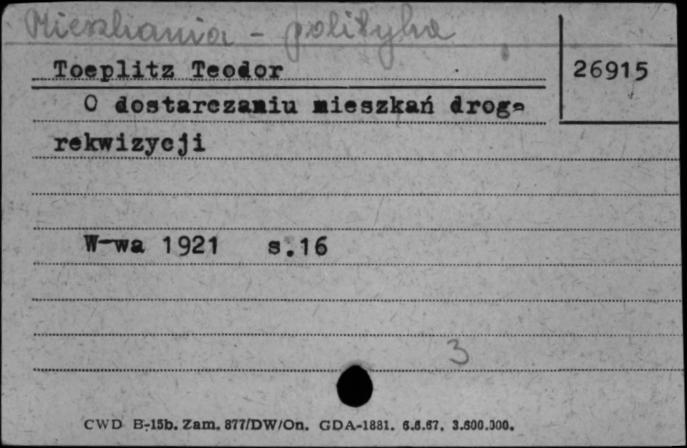 Mieszkania - polityka
Toeplitz Teodor 26915
O dostarczaniu mieszkań drogą
rekwizycji
W-wa 1921 s.16
3
CWD B-15b. Zam. 877/DW/On. GDA-1881. 6.6.67. 3.600.000.